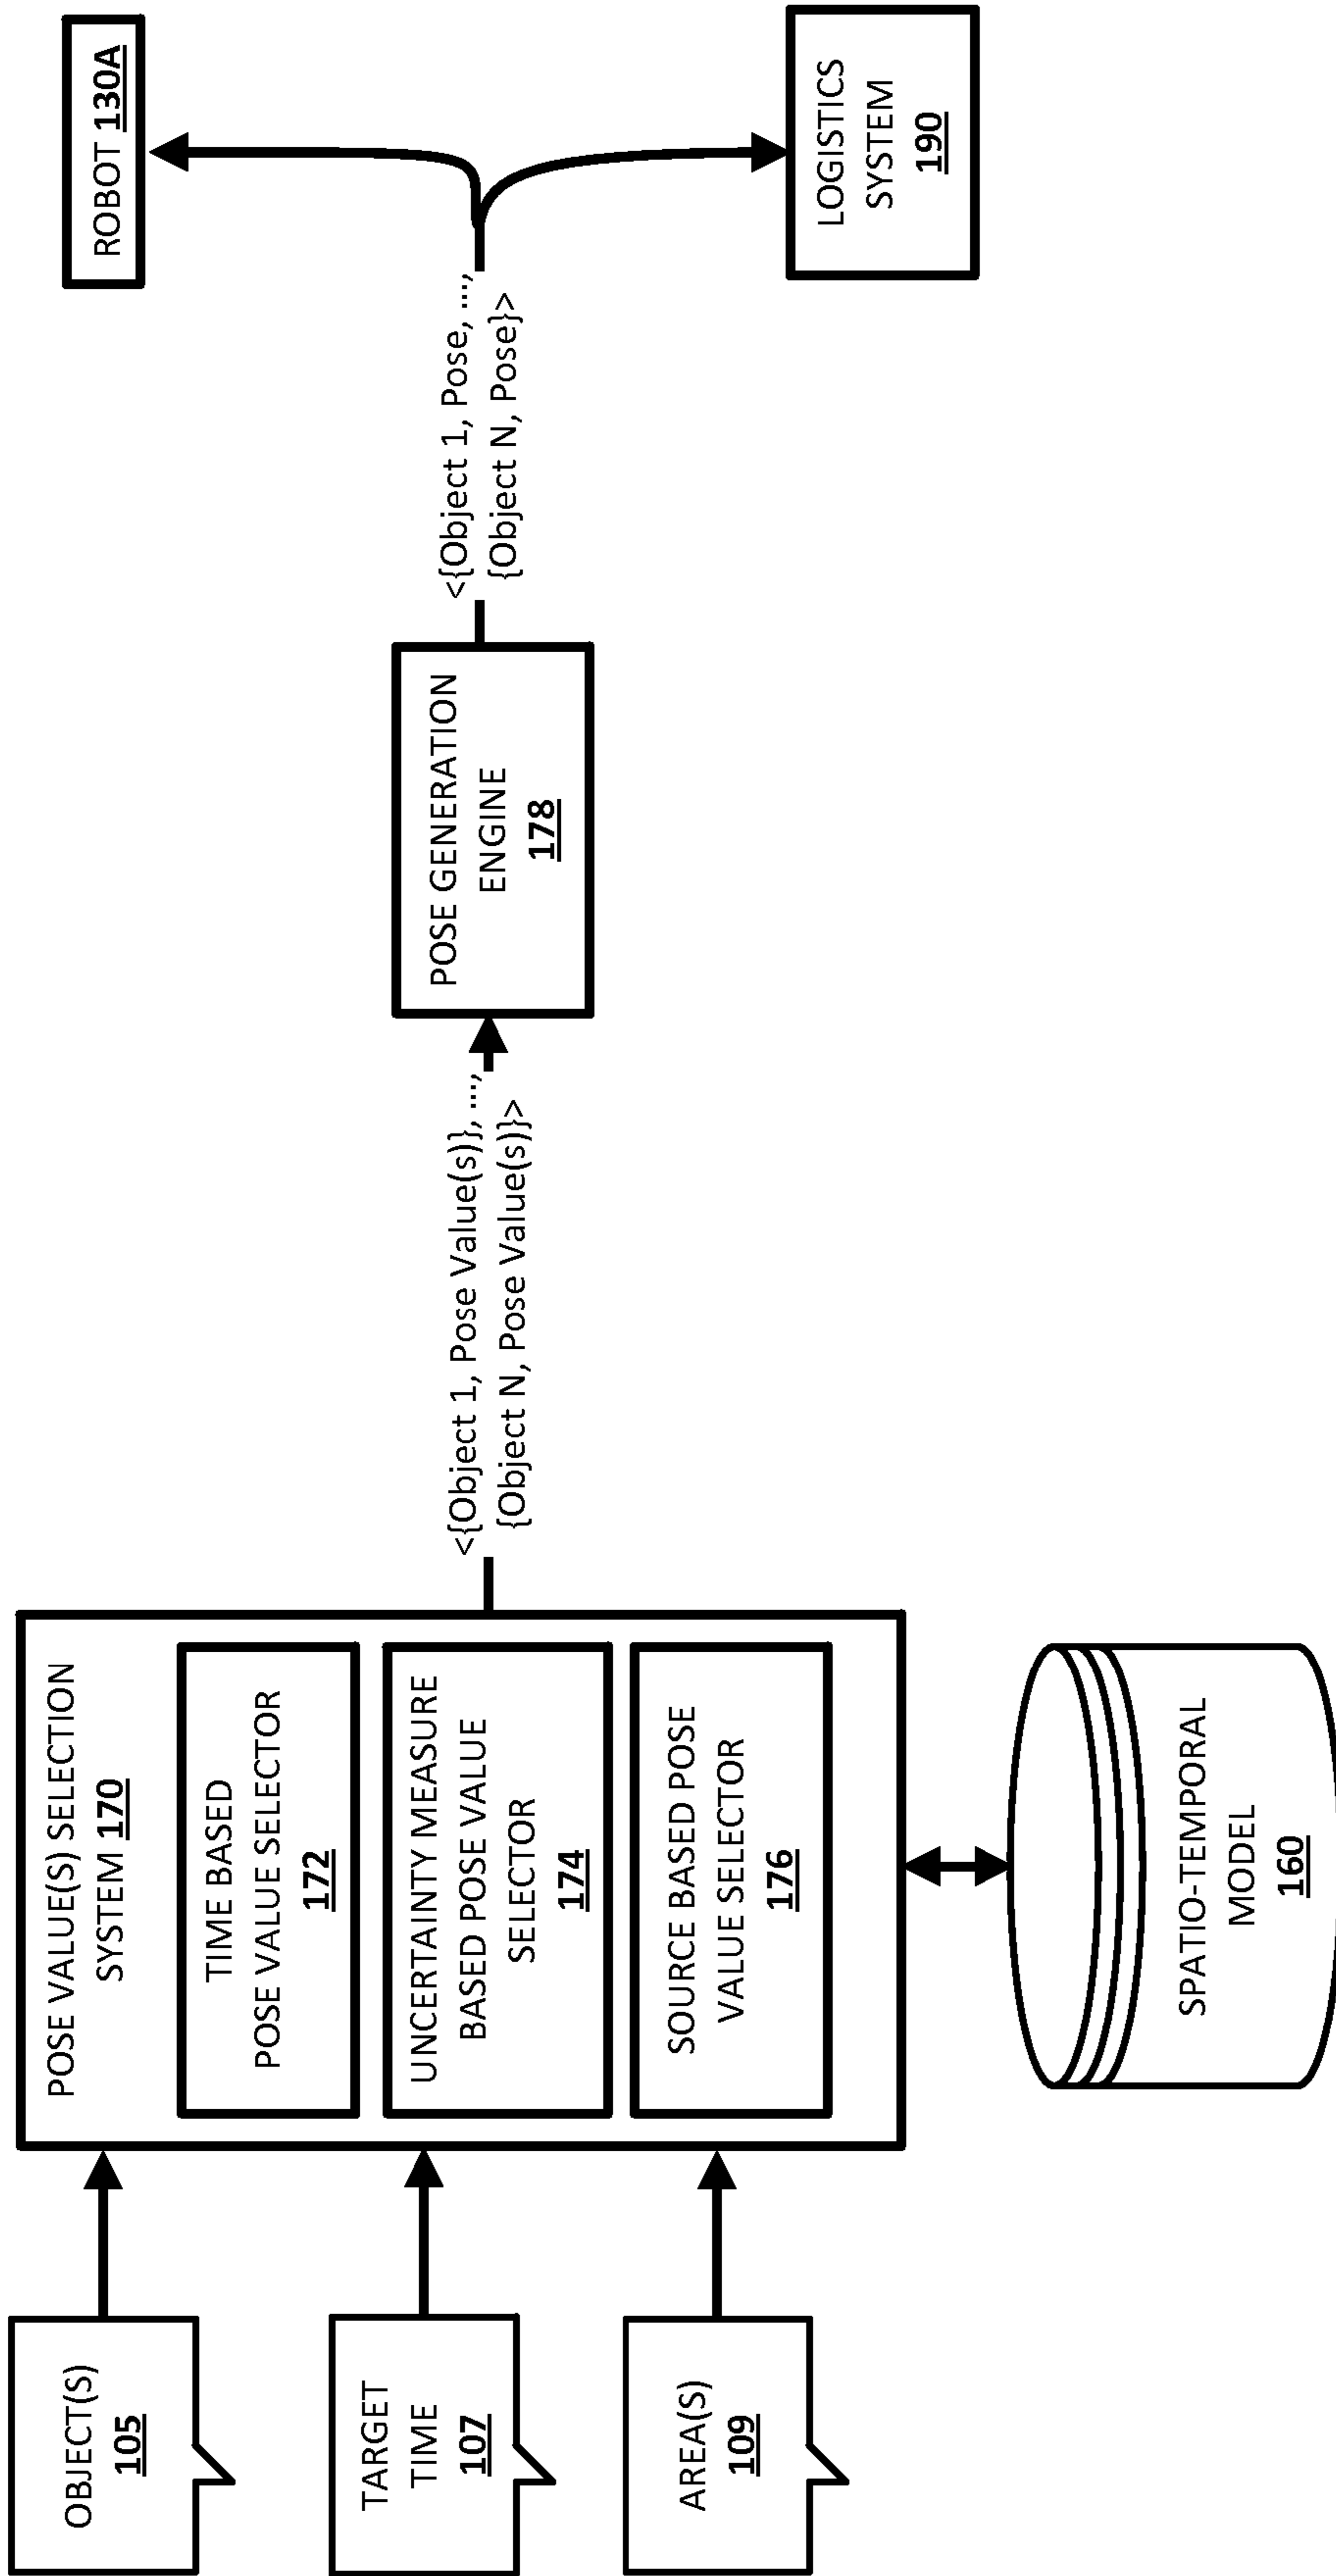 OBJECT(S)
105
TARGET
TIME
107
AREA(S)
109
POSE VALUE(S) SELECTION
SYSTEM 170
TIME BASED
POSE VALUE SELECTOR
172
UNCERTAINTY MEASURE
BASED POSE VALUE
SELECTOR
174
SOURCE BASED POSE
VALUE SELECTOR
176
SPATIO-TEMPORAL
MODEL
160
<{Object 1, Pose Value(s)}, ...,
{Object N, Pose Value(s)}>
POSE GENERATION
ENGINE
178
<{Object 1, Pose, ...,
{Object N, Pose}>
ROBOT 130A
LOGISTICS
SYSTEM
190